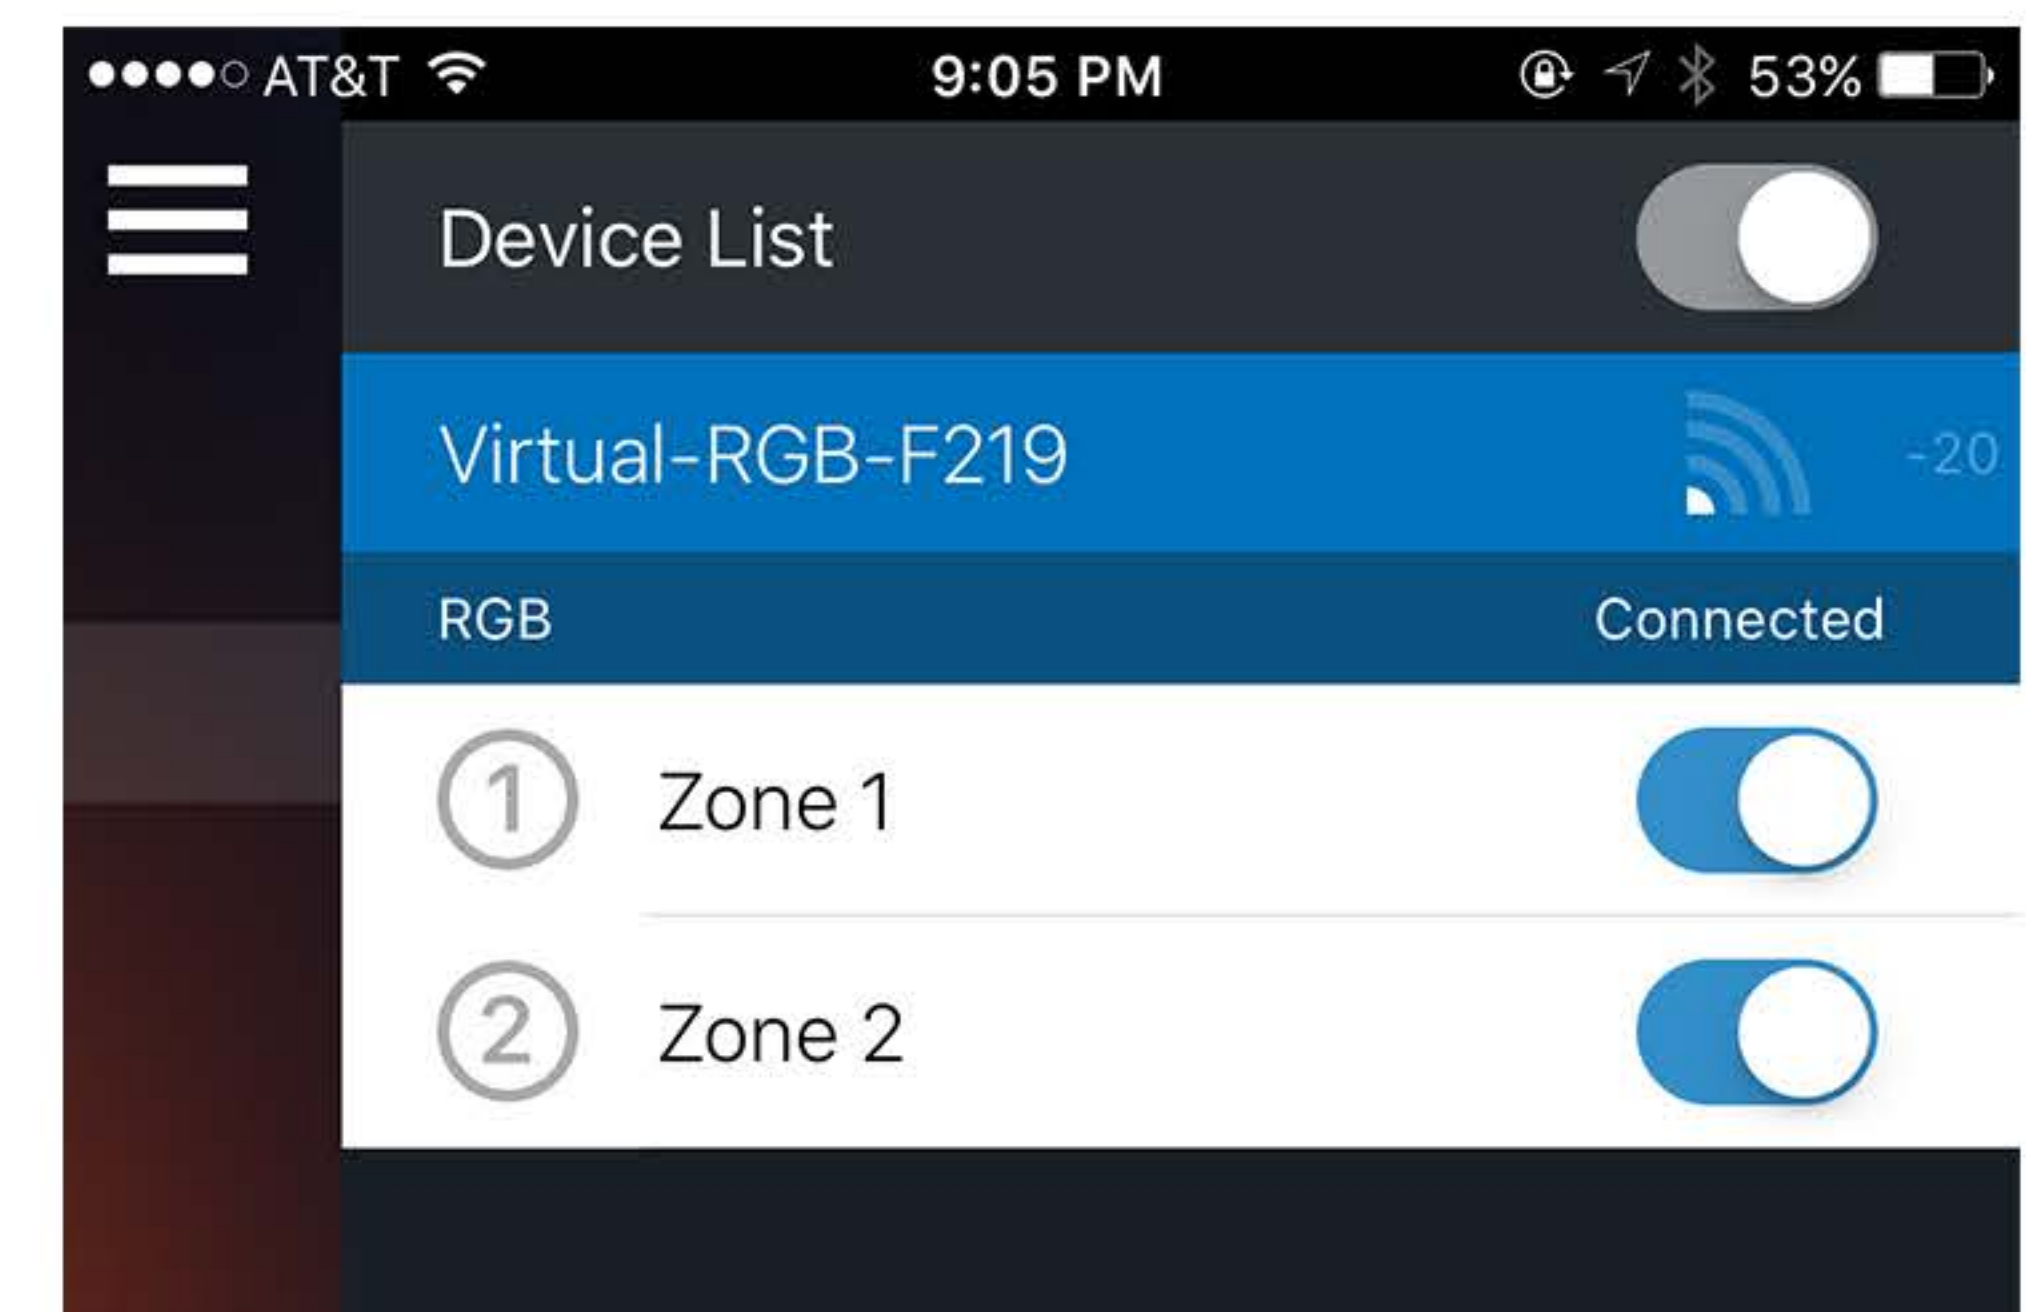 AT&T 9:05 PM 53%
Device List
Virtual-RGB-F219 -20
RGB Connected
1 Zone 1
2 Zone 2